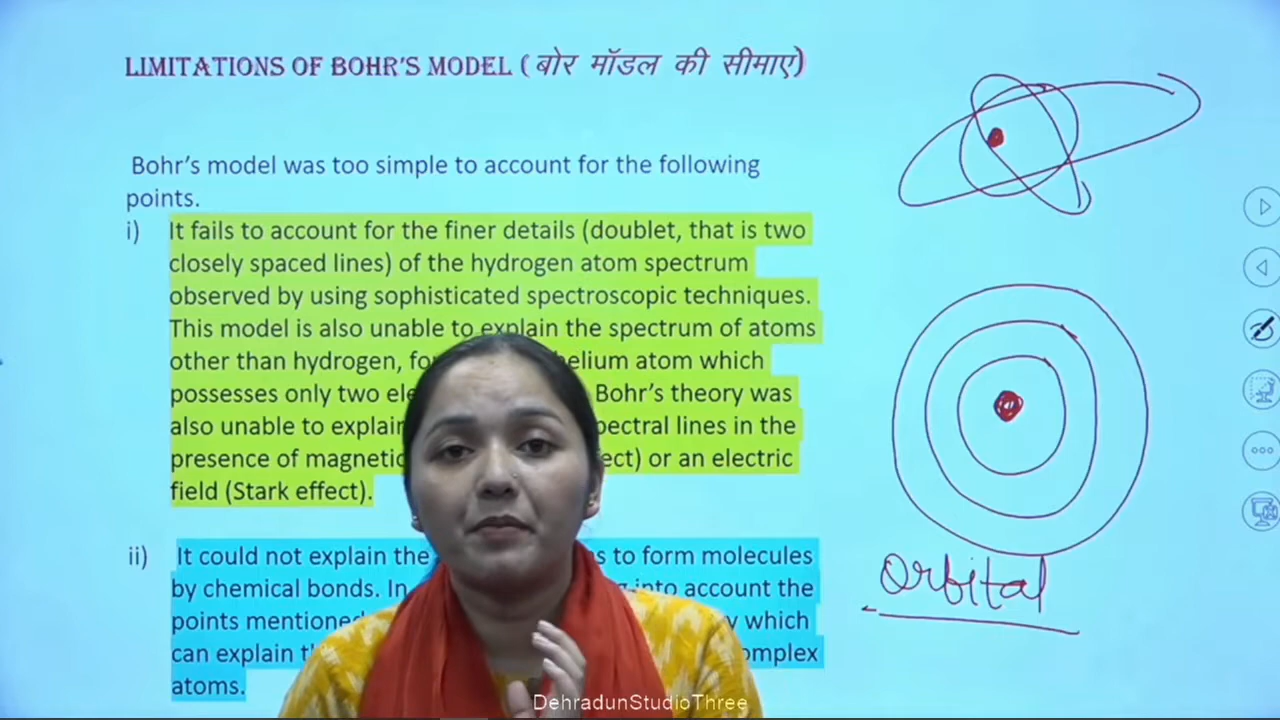 LIMITATIONS OF BOHR'S MODEL ( बोर मॉडल की सीमाए)
Bohr's model was too simple to account for the following
points.
i) It fails to account for the finer details (doublet, that is two
closely spaced lines) of the hydrogen atom spectrum
observed by using sophisticated spectroscopic techniques.
This model is also unable to explain the spectrum of atoms
other than hydrogen, helium atom which
possesses only two Bohr's theory was
also unable to explain spectral lines in the
presence of magnetic or an electric
field (Stark effect).
ii) It could not explain the to form molecules
by chemical bonds. In into account the
points mentioned which
can explain complex
atoms.
Orbital
DehradunStudioThree